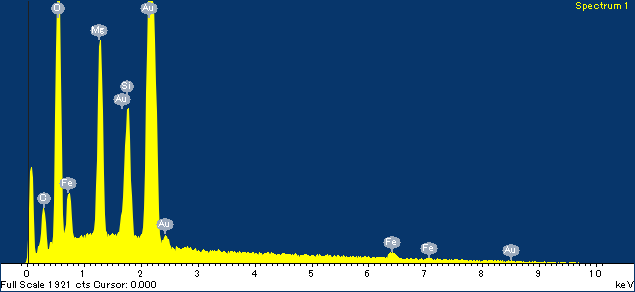 Spectrum 1
O Au
Mg
Si
Au
Fe
O
Au
Fe Fe Au
0 1 2 3 4 5 6 7 8 9 10
Full Scale 1921 cts Cursor: 0.000 keV